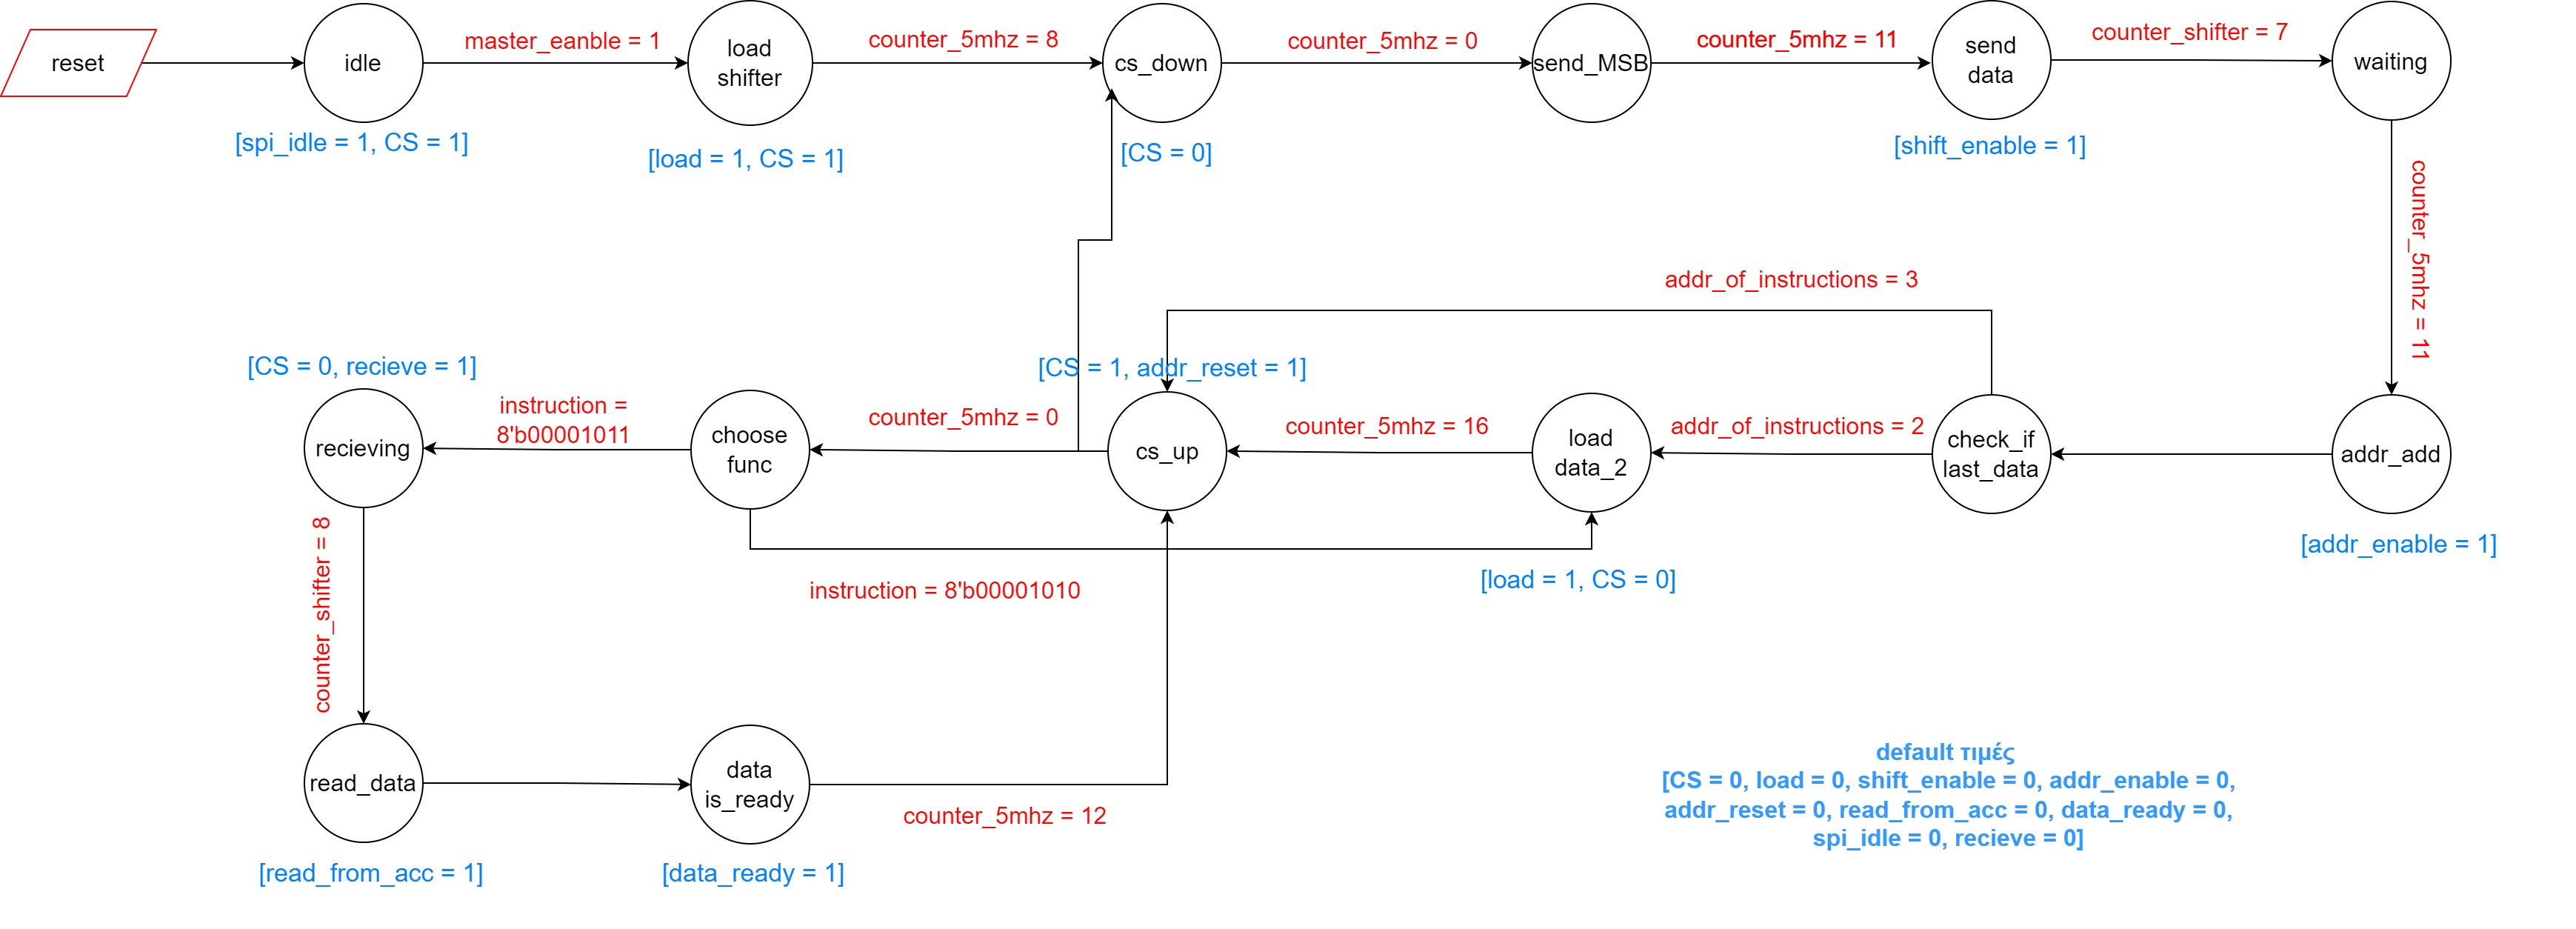 reset
idle
master_eanble = 1
load
shifter
counter_5mhz = 8
cs_down
counter_5mhz = 0
send_MSB
counter_5mhz = 11
send
data
counter_shifter = 7
waiting
[spi_idle = 1, CS = 1]
[load = 1, CS = 1]
[CS = 0]
[shift_enable = 1]
counter_5mhz = 11
addr_of_instructions = 3
[CS = 0, recieve = 1]
[CS = 1, addr_reset = 1]
recieving
instruction =
8'b00001011
choose
func
counter_5mhz = 0
cs_up
counter_5mhz = 16
load
data_2
addr_of_instructions = 2
check_if
last_data
addr_add
[addr_enable = 1]
[load = 1, CS = 0]
instruction = 8'b00001010
counter_shifter = 8
read_data
data
is_ready
counter_5mhz = 12
[read_from_acc = 1]
[data_ready = 1]
default τιμές
[CS = 0, load = 0, shift_enable = 0, addr_enable = 0,
addr_reset = 0, read_from_acc = 0, data_ready = 0,
spi_idle = 0, recieve = 0]